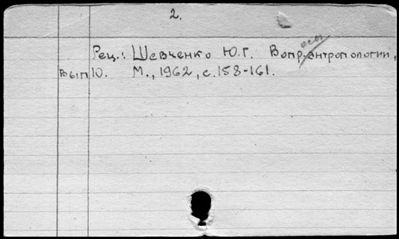 2.
Рец.: Шевченко Ю.Г. Вопр. антропологии,
вып 10. М., 1962, с. 158-161.